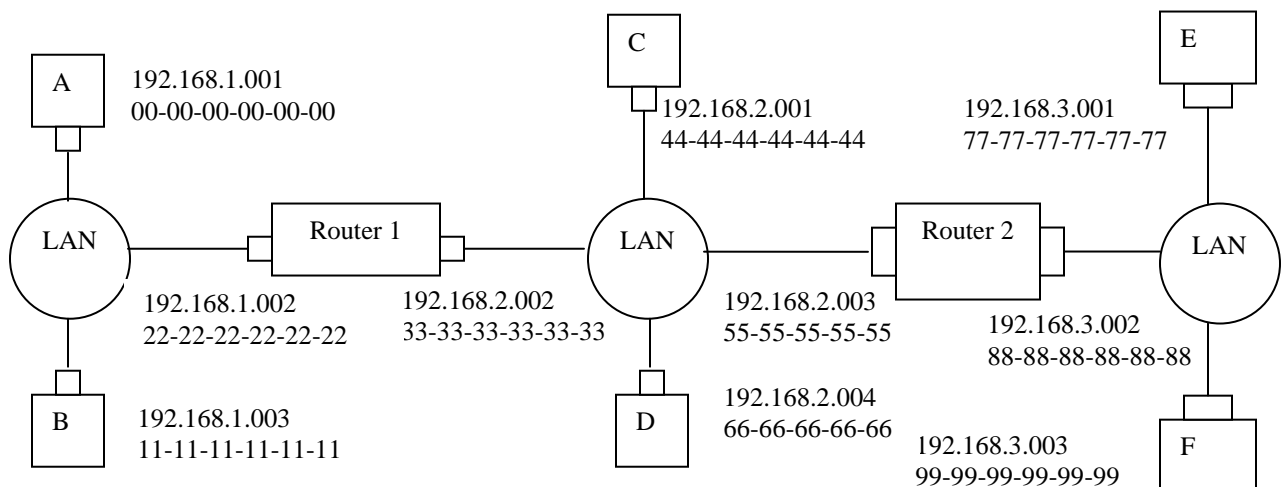 A
192.168.1.001
00-00-00-00-00-00
C
192.168.2.001
44-44-44-44-44-44
E
192.168.3.001
77-77-77-77-77-77
LAN
Router 1
LAN
Router 2
LAN
192.168.1.002
22-22-22-22-22-22
192.168.2.002
33-33-33-33-33-33
192.168.2.003
55-55-55-55-55
192.168.3.002
88-88-88-88-88-88
B
192.168.1.003
11-11-11-11-11-11
D
192.168.2.004
66-66-66-66-66
192.168.3.003
99-99-99-99-99-99
F